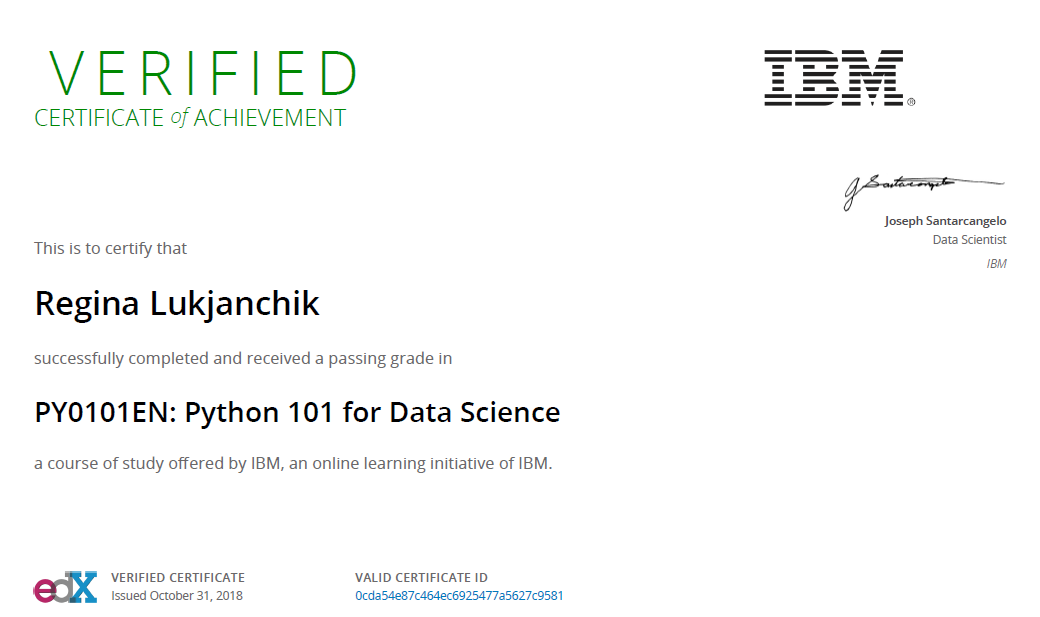 VERIFIED
CERTIFICATE of ACHIEVEMENT
IBM®
J Santarcangelo
Joseph Santarcangelo
Data Scientist
IBM
This is to certify that
Regina Lukjanchik
successfully completed and received a passing grade in
PY0101EN: Python 101 for Data Science
a course of study offered by IBM, an online learning initiative of IBM.
edX
VERIFIED CERTIFICATE
Issued October 31, 2018
VALID CERTIFICATE ID
0cda54e87c464ec6925477a5627c9581